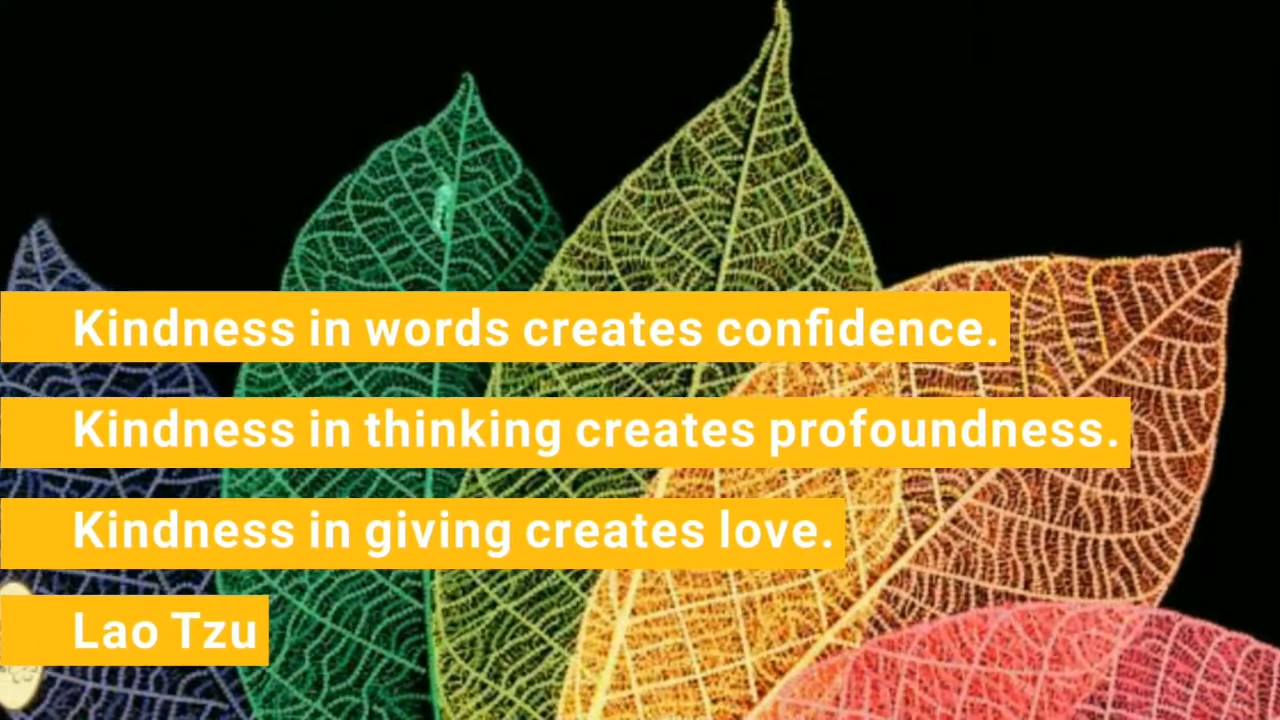 Kindness in words creates confidence.
Kindness in thinking creates profoundness.
Kindness in giving creates love.
Lao Tzu